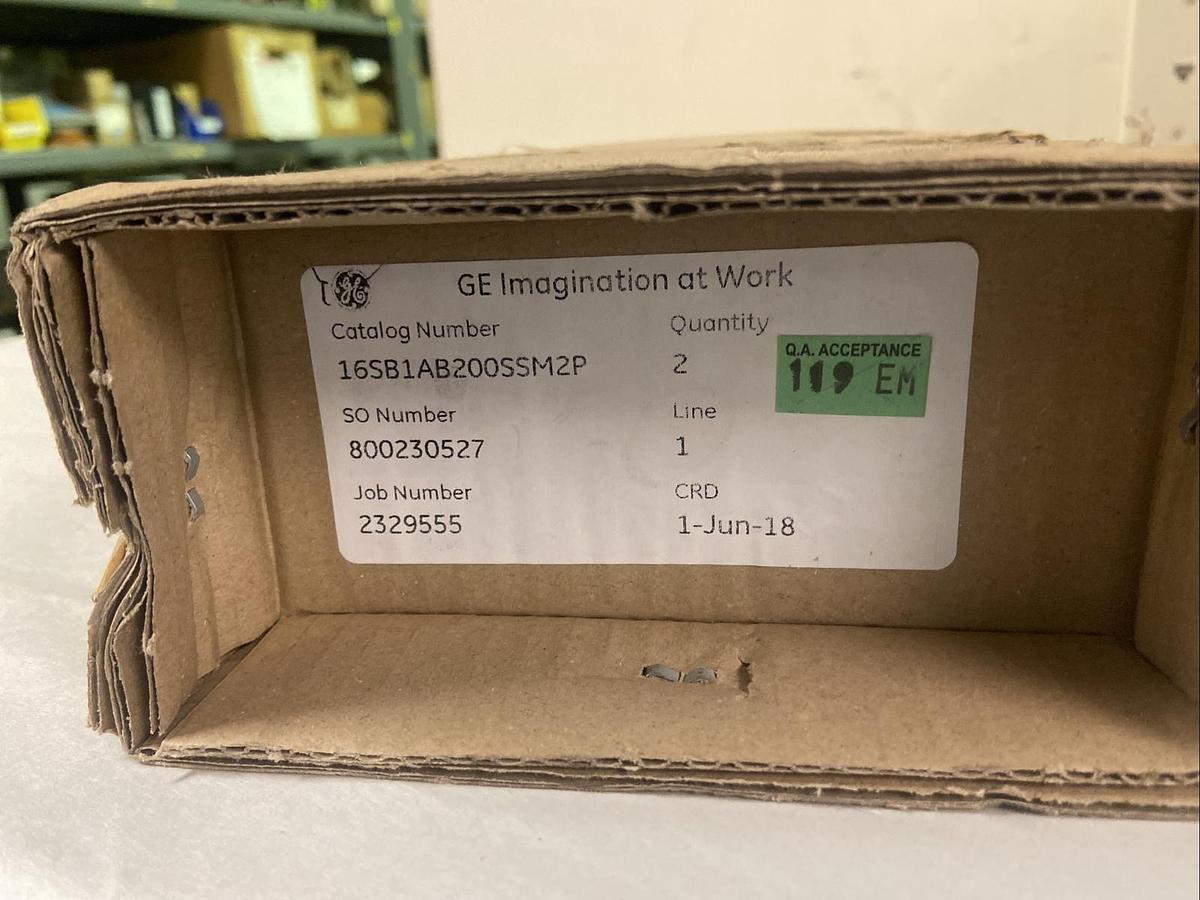 GE Imagination at Work
Catalog Number
Quantity
16SB1AB200SSM2P
2
Q.A. ACCEPTANCE
119 EM
SO Number
Line
800230527
1
Job Number
CRD
2329555
1-Jun-18